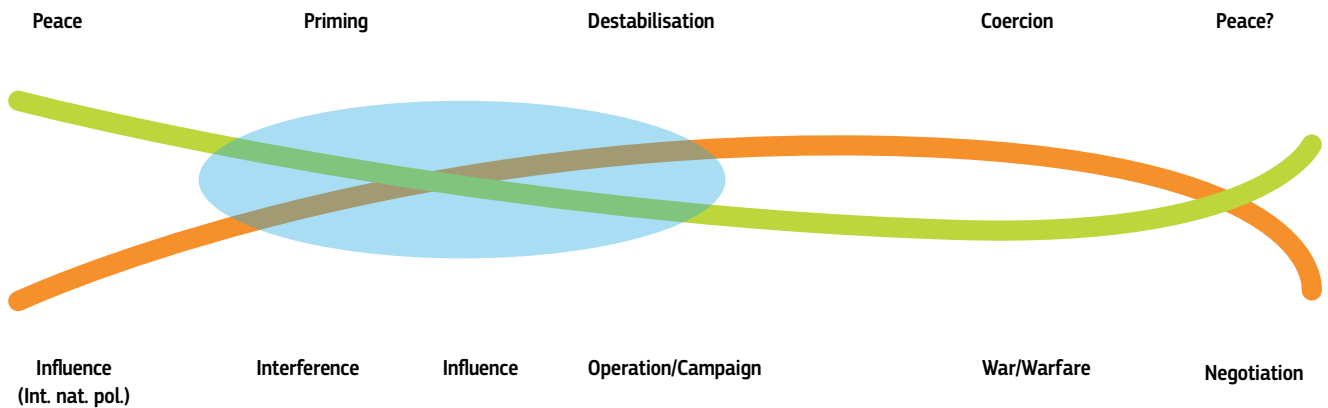 Peace Priming Destabilisation Coercion Peace?
Influence Interference Influence Operation/Campaign War/Warfare Negotiation
(Int. nat. pol.)